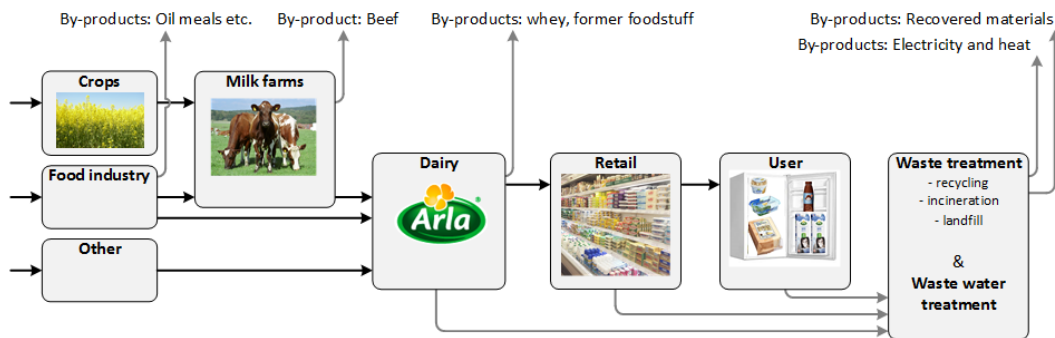 By-products: Oil meals etc.
By-product: Beef
By-products: whey, former foodstuff
By-products: Recovered materials
By-products: Electricity and heat
Crops
Milk farms
Food industry
Other
Dairy
Arla
®
Retail
User
Waste treatment
- recycling
- incineration
- landfill
&
Waste water
treatment